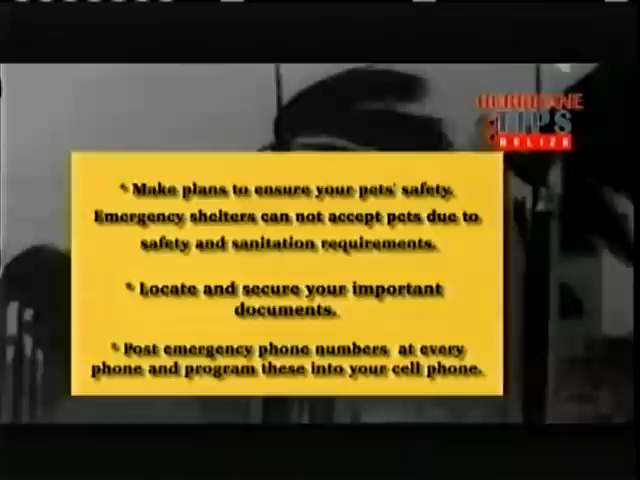 HURRICANE
TIPS
BELIZE
* Make plans to ensure your pets' safety.
Emergency shelters can not accept pets due to
safety and sanitation requirements.
* Locate and secure your important
documents.
* Post emergency phone numbers at every
phone and program these into your cell phone.